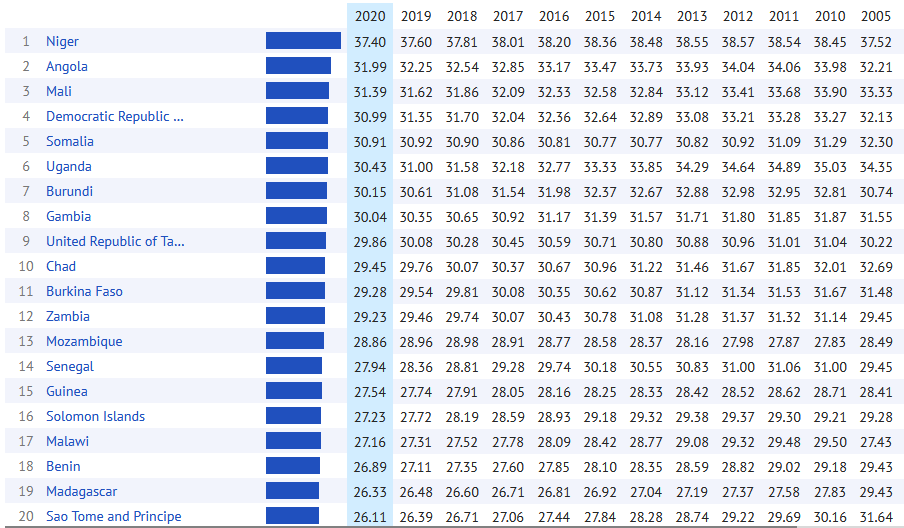 2020 2019 2018 2017 2016 2015 2014 2013 2012 2011 2010 2005
1 Niger 37.40 37.60 37.81 38.01 38.20 38.36 38.48 38.55 38.57 38.54 38.45 37.52
2 Angola 31.99 32.25 32.54 32.85 33.17 33.47 33.73 33.93 34.04 34.06 33.98 32.21
3 Mali 31.39 31.62 31.86 32.09 32.33 32.58 32.84 33.12 33.41 33.68 33.90 33.33
4 Democratic Republic ... 30.99 31.35 31.70 32.04 32.36 32.64 32.89 33.08 33.21 33.28 33.27 32.13
5 Somalia 30.91 30.92 30.90 30.86 30.81 30.77 30.77 30.82 30.92 31.09 31.29 32.30
6 Uganda 30.43 31.00 31.58 32.18 32.77 33.33 33.85 34.29 34.64 34.89 35.03 34.35
7 Burundi 30.15 30.61 31.08 31.54 31.98 32.37 32.67 32.88 32.98 32.95 32.81 30.74
8 Gambia 30.04 30.35 30.65 30.92 31.17 31.39 31.57 31.71 31.80 31.85 31.87 31.55
9 United Republic of Ta... 29.86 30.08 30.28 30.45 30.59 30.71 30.80 30.88 30.96 31.01 31.04 30.22
10 Chad 29.45 29.76 30.07 30.37 30.67 30.96 31.22 31.46 31.67 31.85 32.01 32.69
11 Burkina Faso 29.28 29.54 29.81 30.08 30.35 30.62 30.87 31.12 31.34 31.53 31.67 31.48
12 Zambia 29.23 29.46 29.74 30.07 30.43 30.78 31.08 31.28 31.37 31.32 31.14 29.45
13 Mozambique 28.86 28.96 28.98 28.91 28.77 28.58 28.37 28.16 27.98 27.87 27.83 28.49
14 Senegal 27.94 28.36 28.81 29.28 29.74 30.18 30.55 30.83 31.00 31.06 31.00 29.45
15 Guinea 27.54 27.74 27.91 28.05 28.16 28.25 28.33 28.42 28.52 28.62 28.71 28.41
16 Solomon Islands 27.23 27.72 28.19 28.59 28.93 29.18 29.32 29.38 29.37 29.30 29.21 29.28
17 Malawi 27.16 27.31 27.52 27.78 28.09 28.42 28.77 29.08 29.32 29.48 29.50 27.43
18 Benin 26.89 27.11 27.35 27.60 27.85 28.10 28.35 28.59 28.82 29.02 29.18 29.43
19 Madagascar 26.33 26.48 26.60 26.71 26.81 26.92 27.04 27.19 27.37 27.58 27.83 29.43
20 Sao Tome and Principe 26.11 26.39 26.71 27.06 27.44 27.84 28.28 28.74 29.22 29.69 30.16 31.64